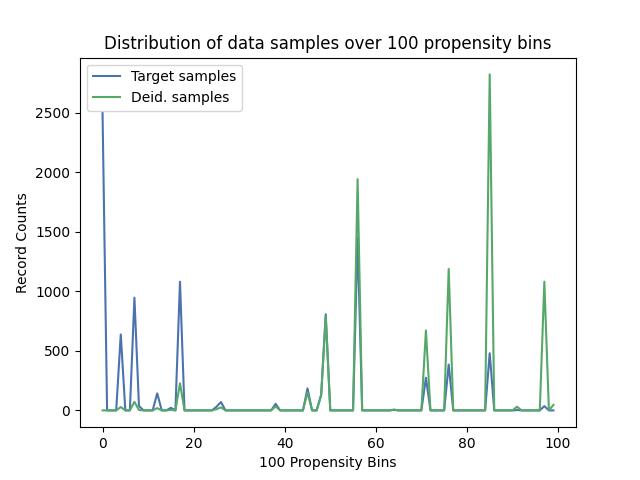 Distribution of data samples over 100 propensity bins
Target samples
Deid. samples
2500
2000
1500
1000
500
0
Record Counts
0 20 40 60 80 100
100 Propensity Bins